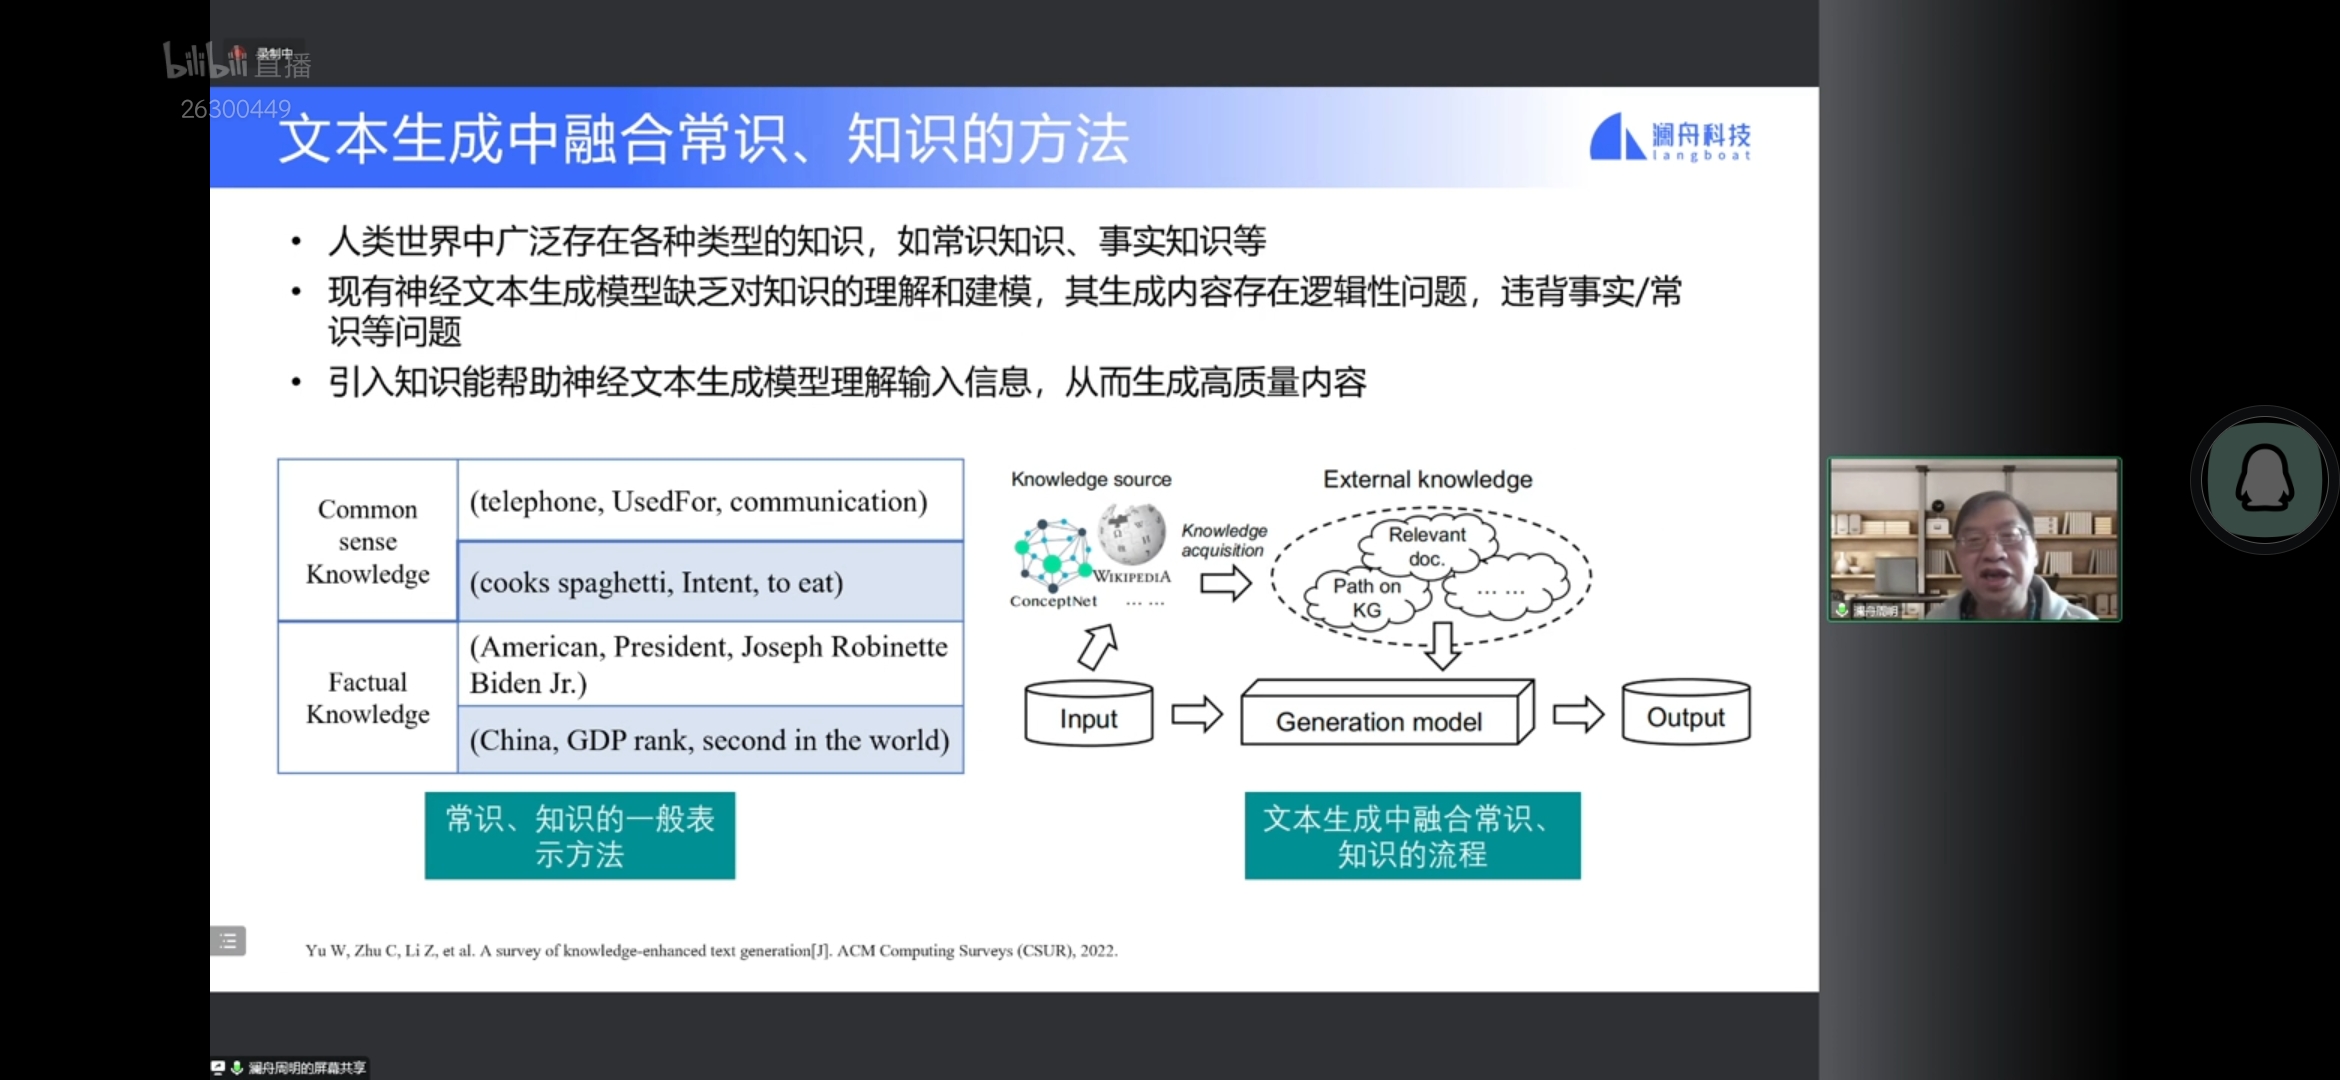 bilibili 直播
录制中
26300449
文本生成中融合常识、知识的方法
澜舟科技
langboat
• 人类世界中广泛存在各种类型的知识，如常识知识、事实知识等
• 现有神经文本生成模型缺乏对知识的理解和建模，其生成内容存在逻辑性问题，违背事实/常
识等问题
• 引入知识能帮助神经文本生成模型理解输入信息，从而生成高质量内容
Common
sense
Knowledge
(telephone, UsedFor, communication)
(cooks spaghetti, Intent, to eat)
Factual
Knowledge
(American, President, Joseph Robinette
Biden Jr.)
(China, GDP rank, second in the world)
常识、知识的一般表
示方法
Knowledge source
WIKIPEDIA
ConceptNet
... ...
Knowledge
acquisition
External knowledge
Relevant
doc.
Path on
KG
... ...
Input
Generation model
Output
文本生成中融合常识、
知识的流程
澜舟周明
Yu W, Zhu C, Li Z, et al. A survey of knowledge-enhanced text generation[J]. ACM Computing Surveys (CSUR), 2022.
澜舟周明的屏幕共享